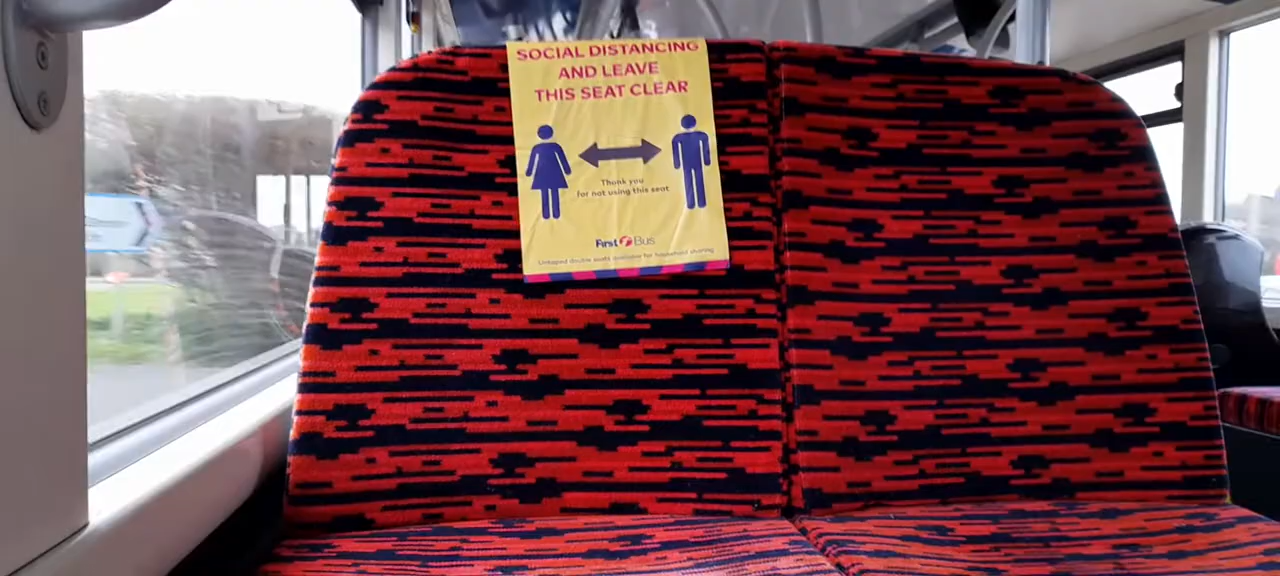 SOCIAL DISTANCING
AND LEAVE
THIS SEAT CLEAR
Thank you
for not using this seat
First Bus
Untaped double seats available for household sharing